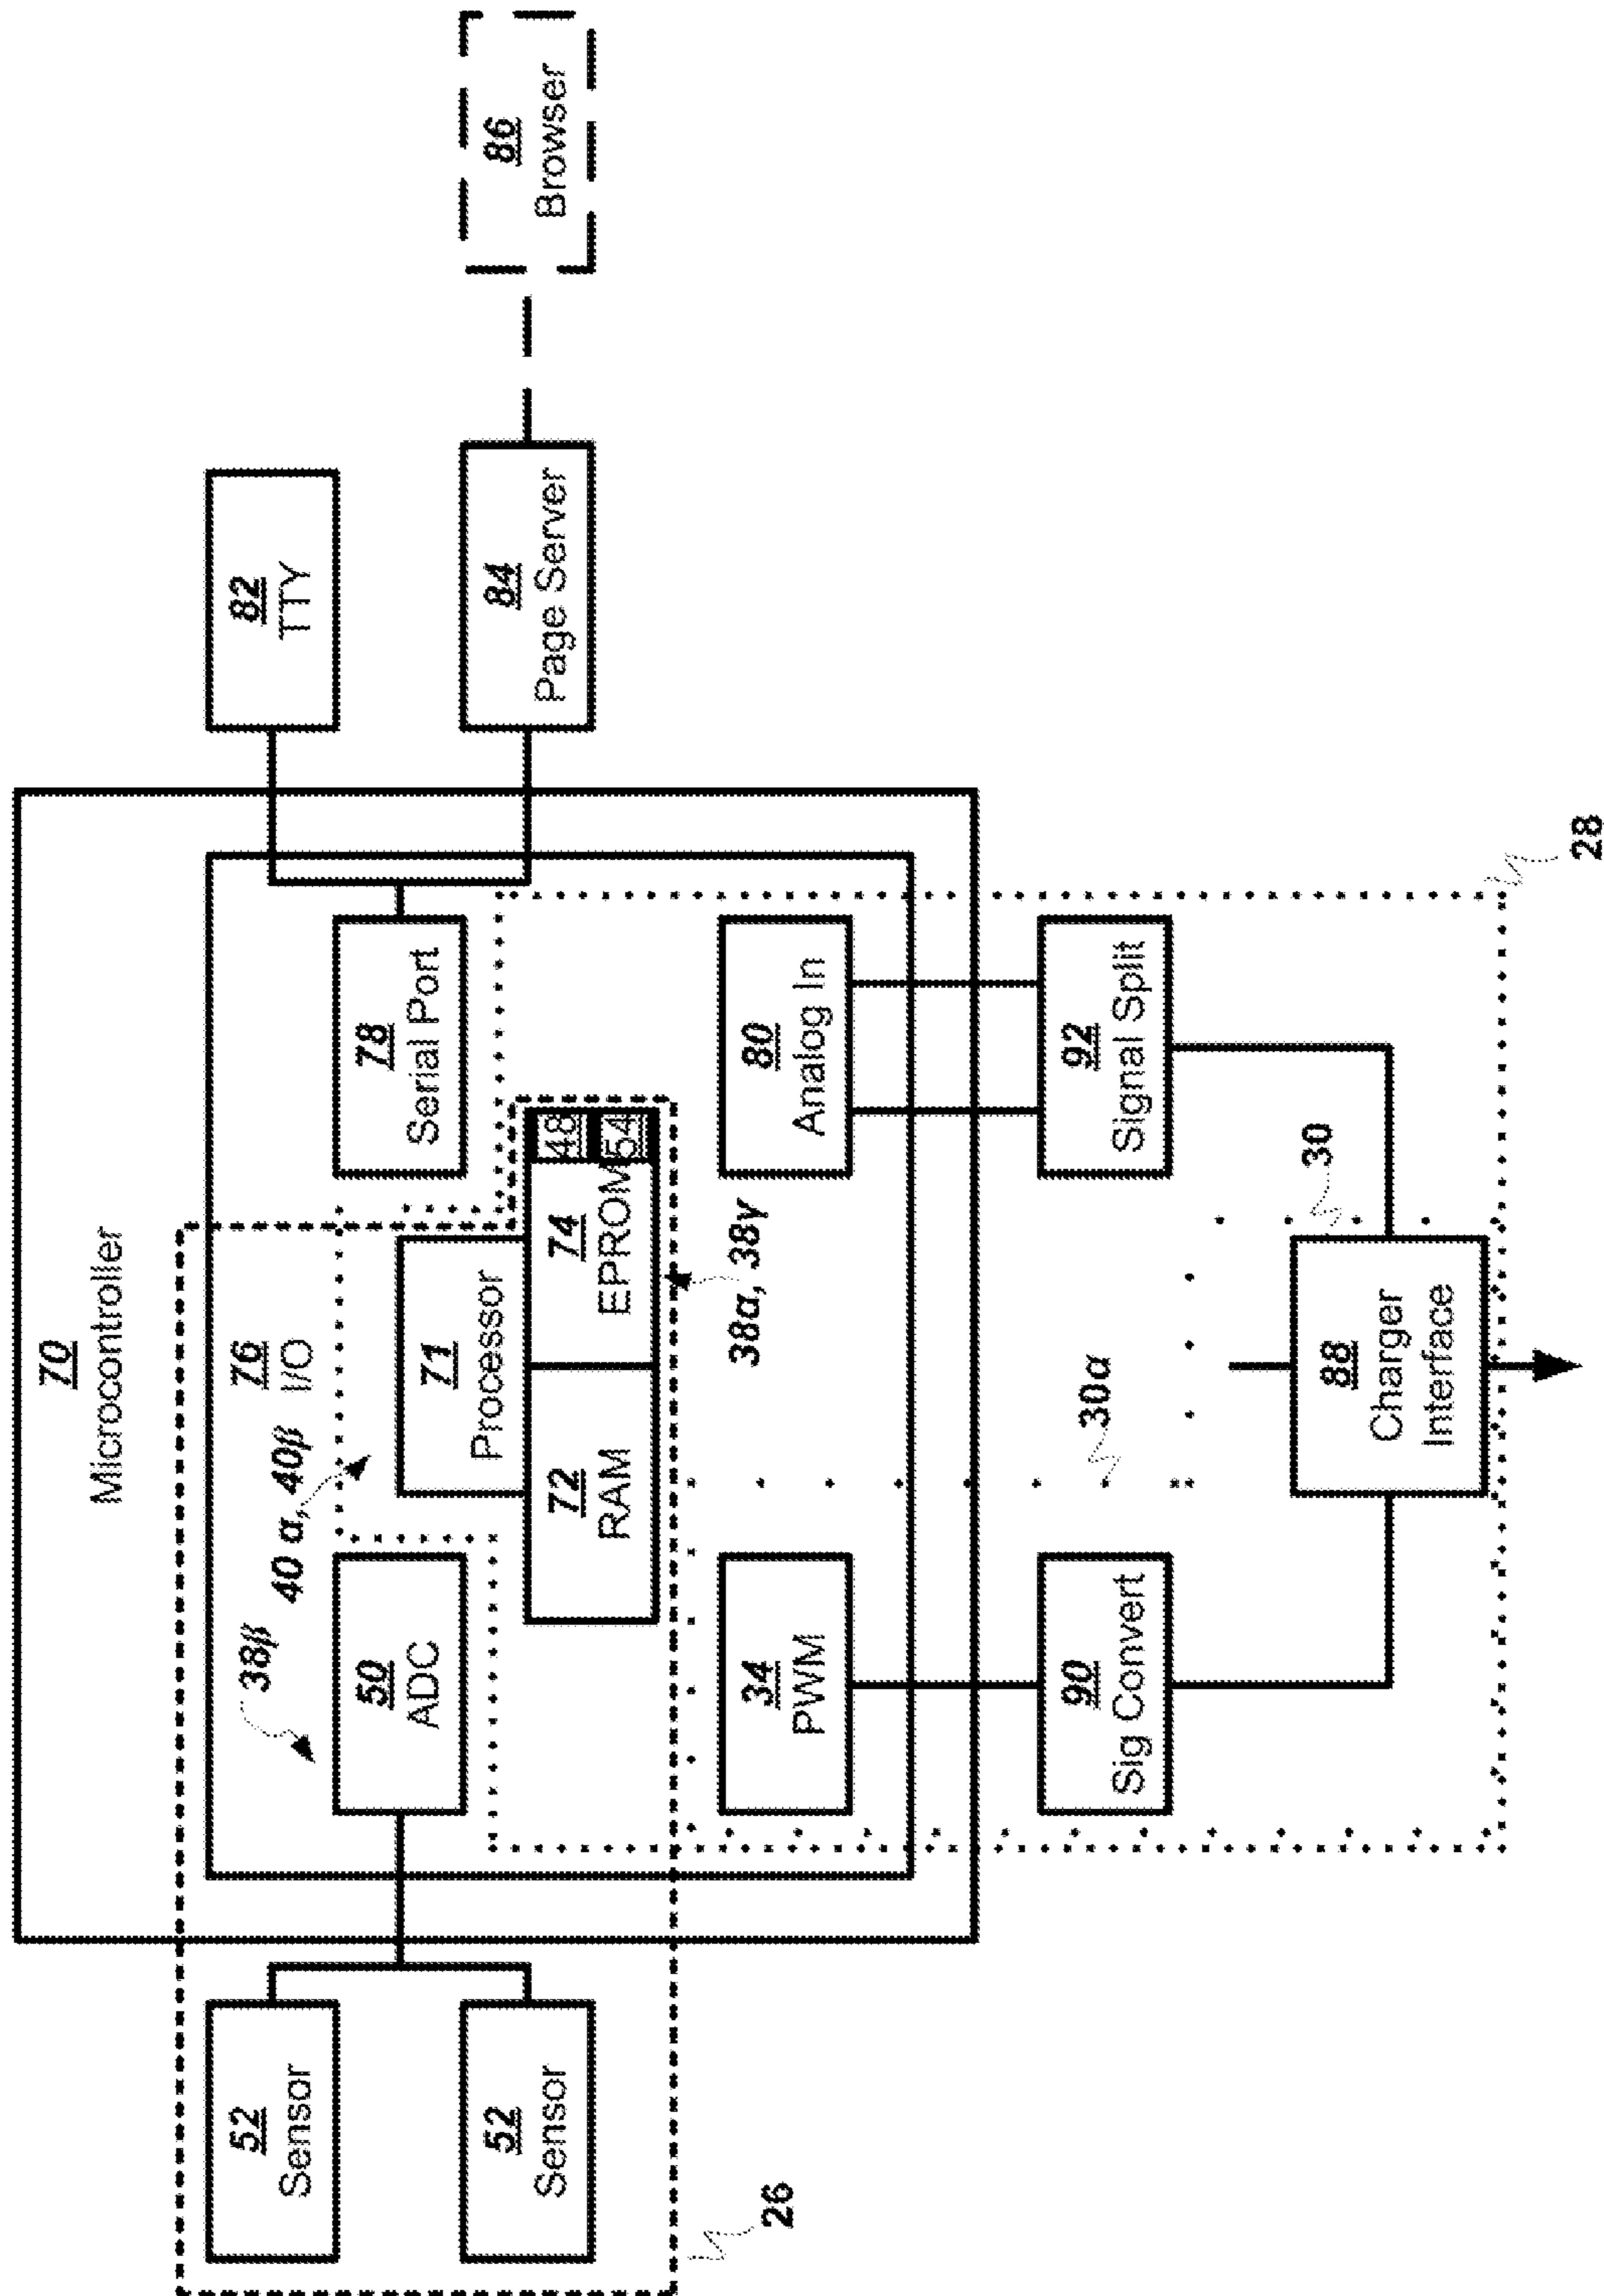 70
Microcontroller
76
I/O
38β
40 α, 40β
52
Sensor
50
ADC
71
Processor
78
Serial Port
82
TTY
52
Sensor
72
RAM
74
EPROM
48
54
84
Page Server
86
Browser
38α, 38γ
26
34
PWM
80
Analog In
30α
90
Sig Convert
92
Signal Split
30
88
Charger
Interface
28